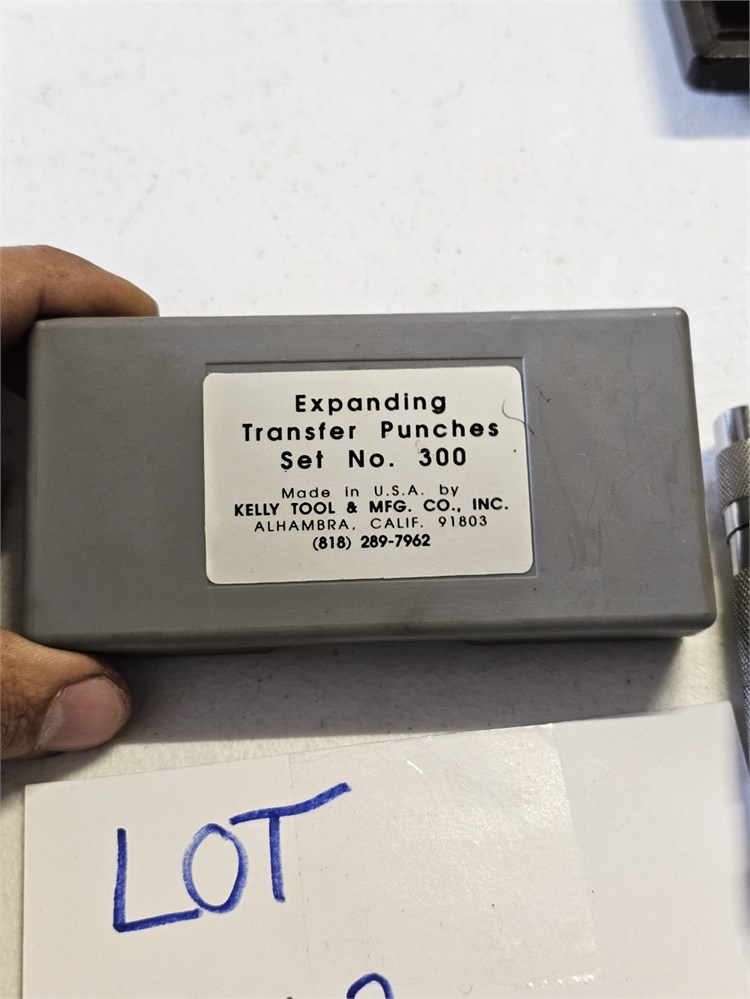 Expanding
Transfer Punches
Set No. 300
Made in U.S.A. by
KELLY TOOL & MFG. CO., INC.
ALHAMBRA, CALIF. 91803
(818) 289-7962
LOT